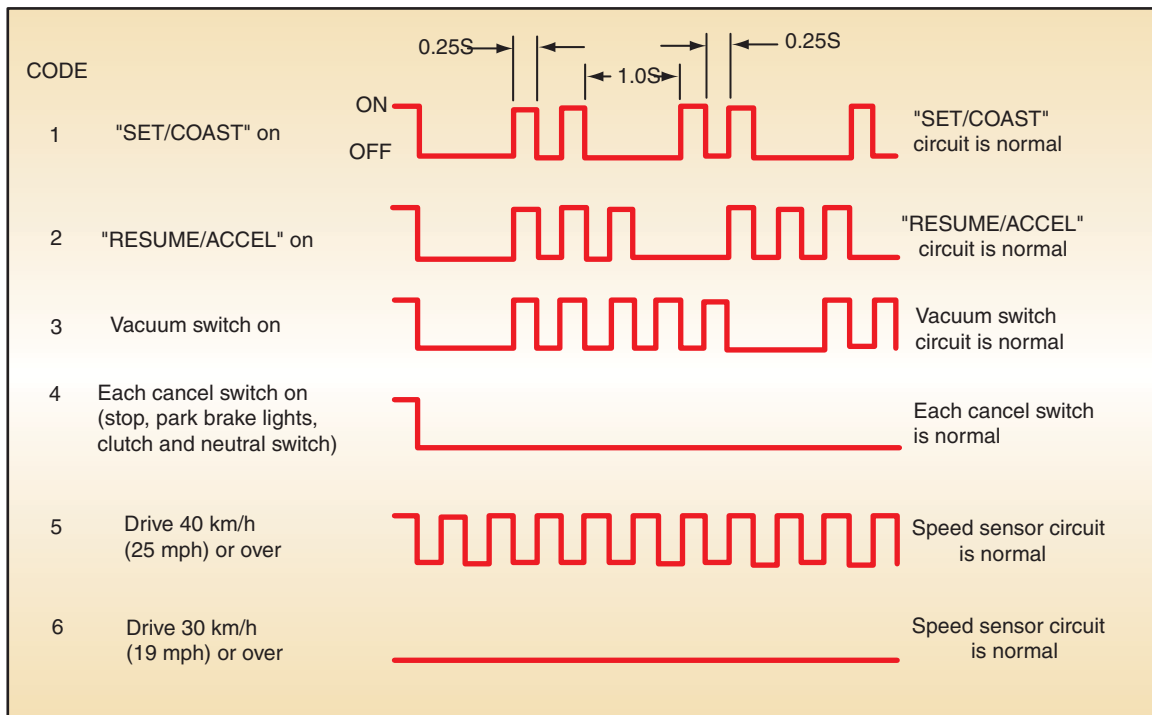 0.25S
0.25S
CODE
1.0S
ON
OFF
1
"SET/COAST" on
"SET/COAST"
circuit is normal
2
"RESUME/ACCEL" on
"RESUME/ACCEL"
circuit is normal
3
Vacuum switch on
Vacuum switch
circuit is normal
4
Each cancel switch on
(stop, park brake lights,
clutch and neutral switch)
Each cancel switch
is normal
5
Drive 40 km/h
(25 mph) or over
Speed sensor circuit
is normal
6
Drive 30 km/h
(19 mph) or over
Speed sensor circuit
is normal